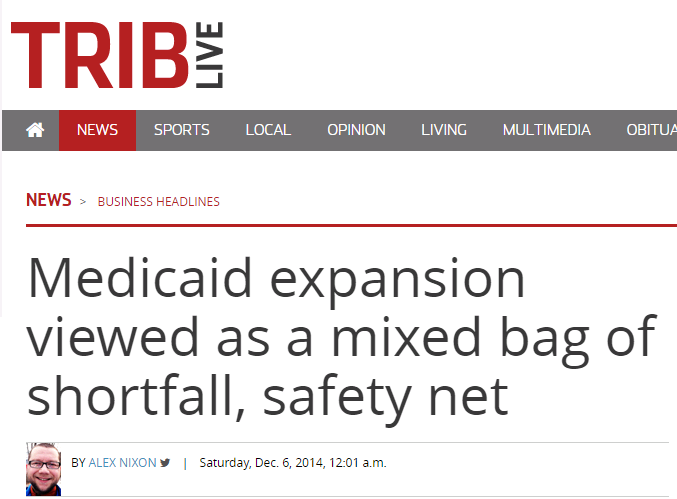 TRIB LIVE
NEWS SPORTS LOCAL OPINION LIVING MULTIMEDIA OBITUA
NEWS > BUSINESS HEADLINES
Medicaid expansion
viewed as a mixed bag of
shortfall, safety net
BY ALEX NIXON | Saturday, Dec. 6, 2014, 12:01 a.m.